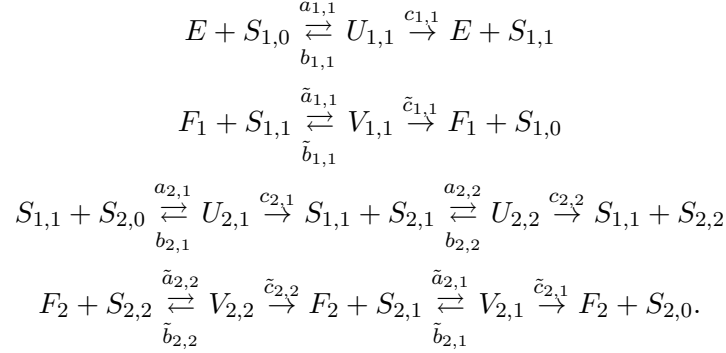 $E + S_{1,0} \underset{b_{1,1}}{\overset{a_{1,1}}{\rightleftarrows}} U_{1,1} \overset{c_{1,1}}{\rightarrow} E + S_{1,1}$
$F_1 + S_{1,1} \underset{\tilde{b}_{1,1}}{\overset{\tilde{a}_{1,1}}{\rightleftarrows}} V_{1,1} \overset{\tilde{c}_{1,1}}{\rightarrow} F_1 + S_{1,0}$
$S_{1,1} + S_{2,0} \underset{b_{2,1}}{\overset{a_{2,1}}{\rightleftarrows}} U_{2,1} \overset{c_{2,1}}{\rightarrow} S_{1,1} + S_{2,1} \underset{b_{2,2}}{\overset{a_{2,2}}{\rightleftarrows}} U_{2,2} \overset{c_{2,2}}{\rightarrow} S_{1,1} + S_{2,2}$
$F_2 + S_{2,2} \underset{\tilde{b}_{2,2}}{\overset{\tilde{a}_{2,2}}{\rightleftarrows}} V_{2,2} \overset{\tilde{c}_{2,2}}{\rightarrow} F_2 + S_{2,1} \underset{\tilde{b}_{2,1}}{\overset{\tilde{a}_{2,1}}{\rightleftarrows}} V_{2,1} \overset{\tilde{c}_{2,1}}{\rightarrow} F_2 + S_{2,0}.$